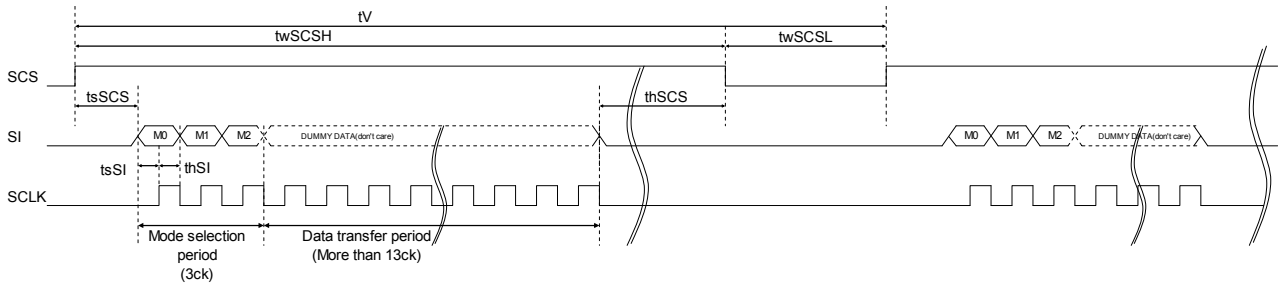 tV
twSCSH
twSCSL
SCS
tsSCS
thSCS
SI
M0
M1
M2
DUMMY DATA(don't care)
M0
M1
M2
DUMMY DATA(don't care)
tsSI
thSI
SCLK
Mode selection
period
(3ck)
Data transfer period
(More than 13ck)